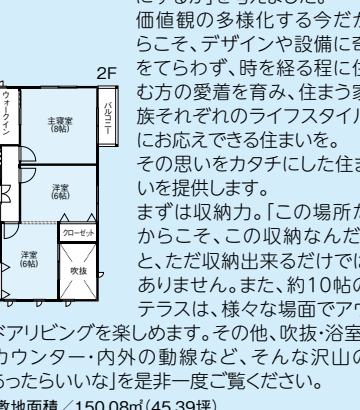 にするか」を考えました。
価値観の多様化する今だか
らこそ、デザインや設備に奇
をてらわず、時を経る程に住
む方の愛着を育み、住まう家
族それぞれのライフスタイル
にお応えできる住まいを。
その思いをカタチにした住ま
いを提供します。
まずは収納力。「この場所だ
からこそ、この収納なんだ
と、ただ収納出来るだけでは
ありません。また、約10帖の
テラスは、様々な場面でアウ
ドアリビングを楽しめます。その他、吹抜・浴室
カウンター・内外の動線など、そんな沢山の
あったらいいな」を是非一度ご覧ください。
敷地面積／150.08㎡(45.39坪)
2F
ウォークイン
主寝室
(8帖)
バルコニー
洋室
(6帖)
洋室
(6帖)
クローゼット
吹抜